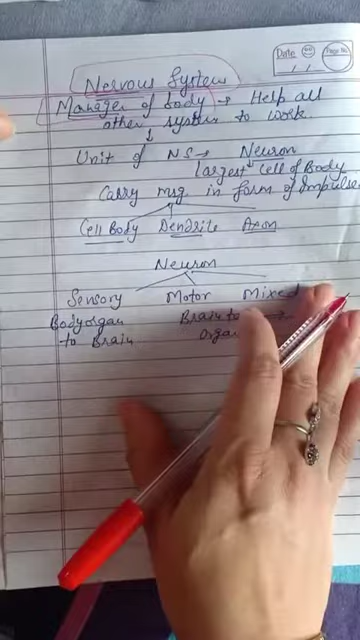 Date
Page No.
Nervous System
Manager of body → Help all
other system to work.
Unit of NS → Neuron
largest cell of Body
Carry msg in form of Impulse
Cell Body Dendrite Axon
Neuron
Sensory Motor Mixed
Body organ Brain to
to Brain Organ